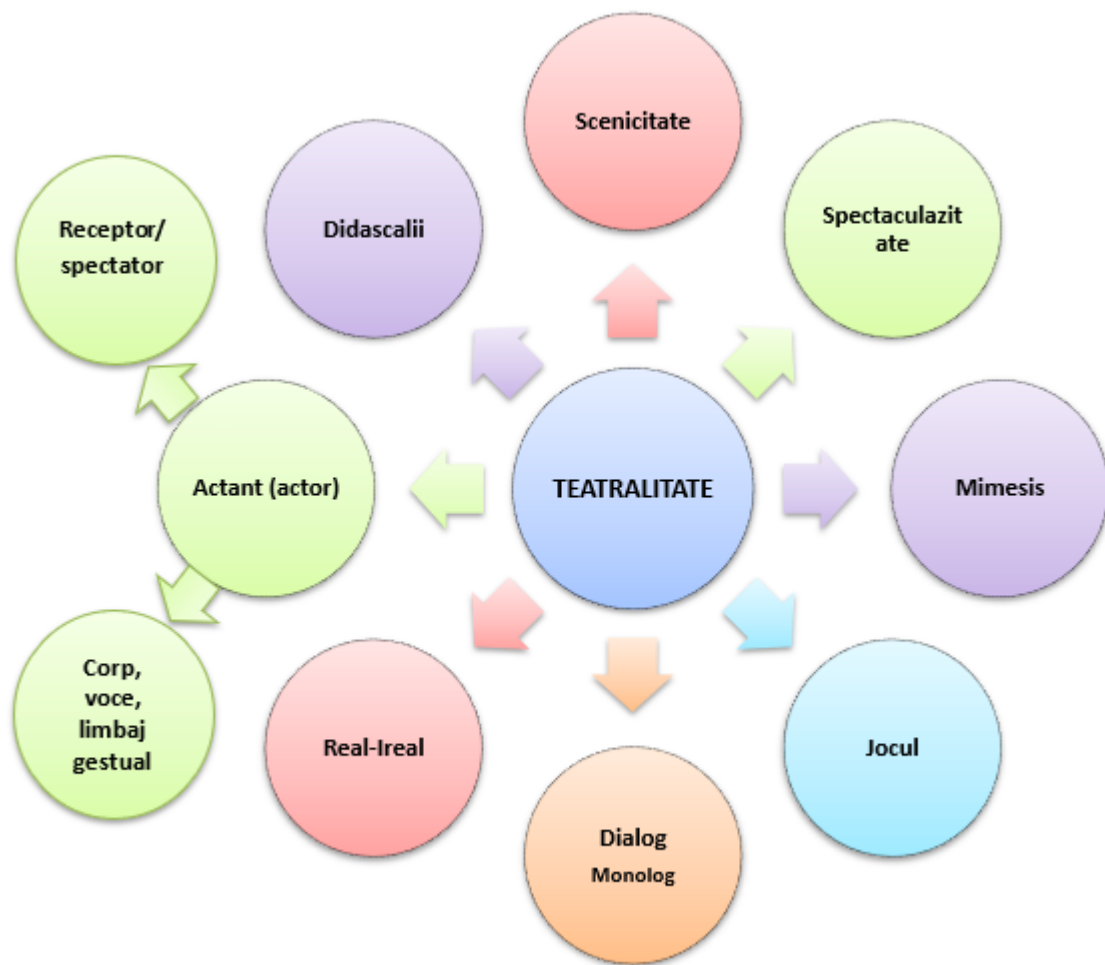 Scenicitate
Spectaculazit
ate
Mimesis
Jocul
Dialog
Monolog
Real-Ireal
Actant (actor)
Receptor/
spectator
Corp,
voce,
limbaj
gestual
Didascalii
TEATRALITATE